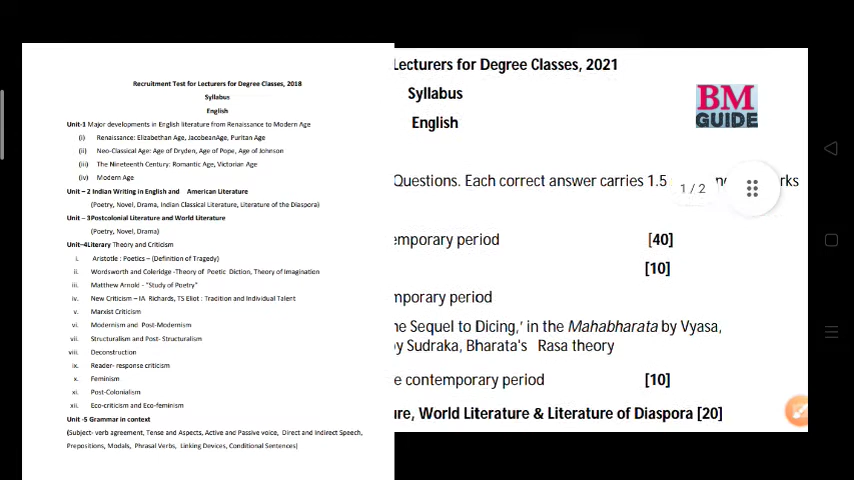 Recruitment Test for Lecturers for Degree Classes, 2018
Syllabus
English
Unit-1 Major developments in English literature from Renaissance to Modern Age
(i) Renaissance: Elizabethan Age, JacobeanAge, Puritan Age
(ii) Neo-Classical Age: Age of Dryden, Age of Pope, Age of Johnson
(iii) The Nineteenth Century: Romantic Age, Victorian Age
(iv) Modern Age
Unit – 2 Indian Writing in English and American Literature
(Poetry, Novel, Drama, Indian Classical Literature, Literature of the Diaspora)
Unit – 3Postcolonial Literature and World Literature
(Poetry, Novel, Drama)
Unit-4Literary Theory and Criticism
i. Aristotle : Poetics – (Definition of Tragedy)
ii. Wordsworth and Coleridge -Theory of Poetic Diction, Theory of Imagination
iii. Matthew Arnold - "Study of Poetry"
iv. New Criticism – IA Richards, TS Eliot : Tradition and Individual Talent
v. Marxist Criticism
vi. Modernism and Post-Modernism
vii. Structuralism and Post- Structuralism
viii. Deconstruction
ix. Reader- response criticism
x. Feminism
xi. Post-Colonialism
xii. Eco-criticism and Eco-feminism
Unit -5 Grammar in context
(Subject- verb agreement, Tense and Aspects, Active and Passive voice, Direct and Indirect Speech,
Prepositions, Modals, Phrasal Verbs, Linking Devices, Conditional Sentences)
Lecturers for Degree Classes, 2021
Syllabus
English
BM
GUIDE
Questions. Each correct answer carries 1.5
1 / 2
emporary period [40]
[10]
mporary period
he Sequel to Dicing,' in the Mahabharata by Vyasa,
by Sudraka, Bharata's Rasa theory
e contemporary period [10]
ure, World Literature & Literature of Diaspora [20]